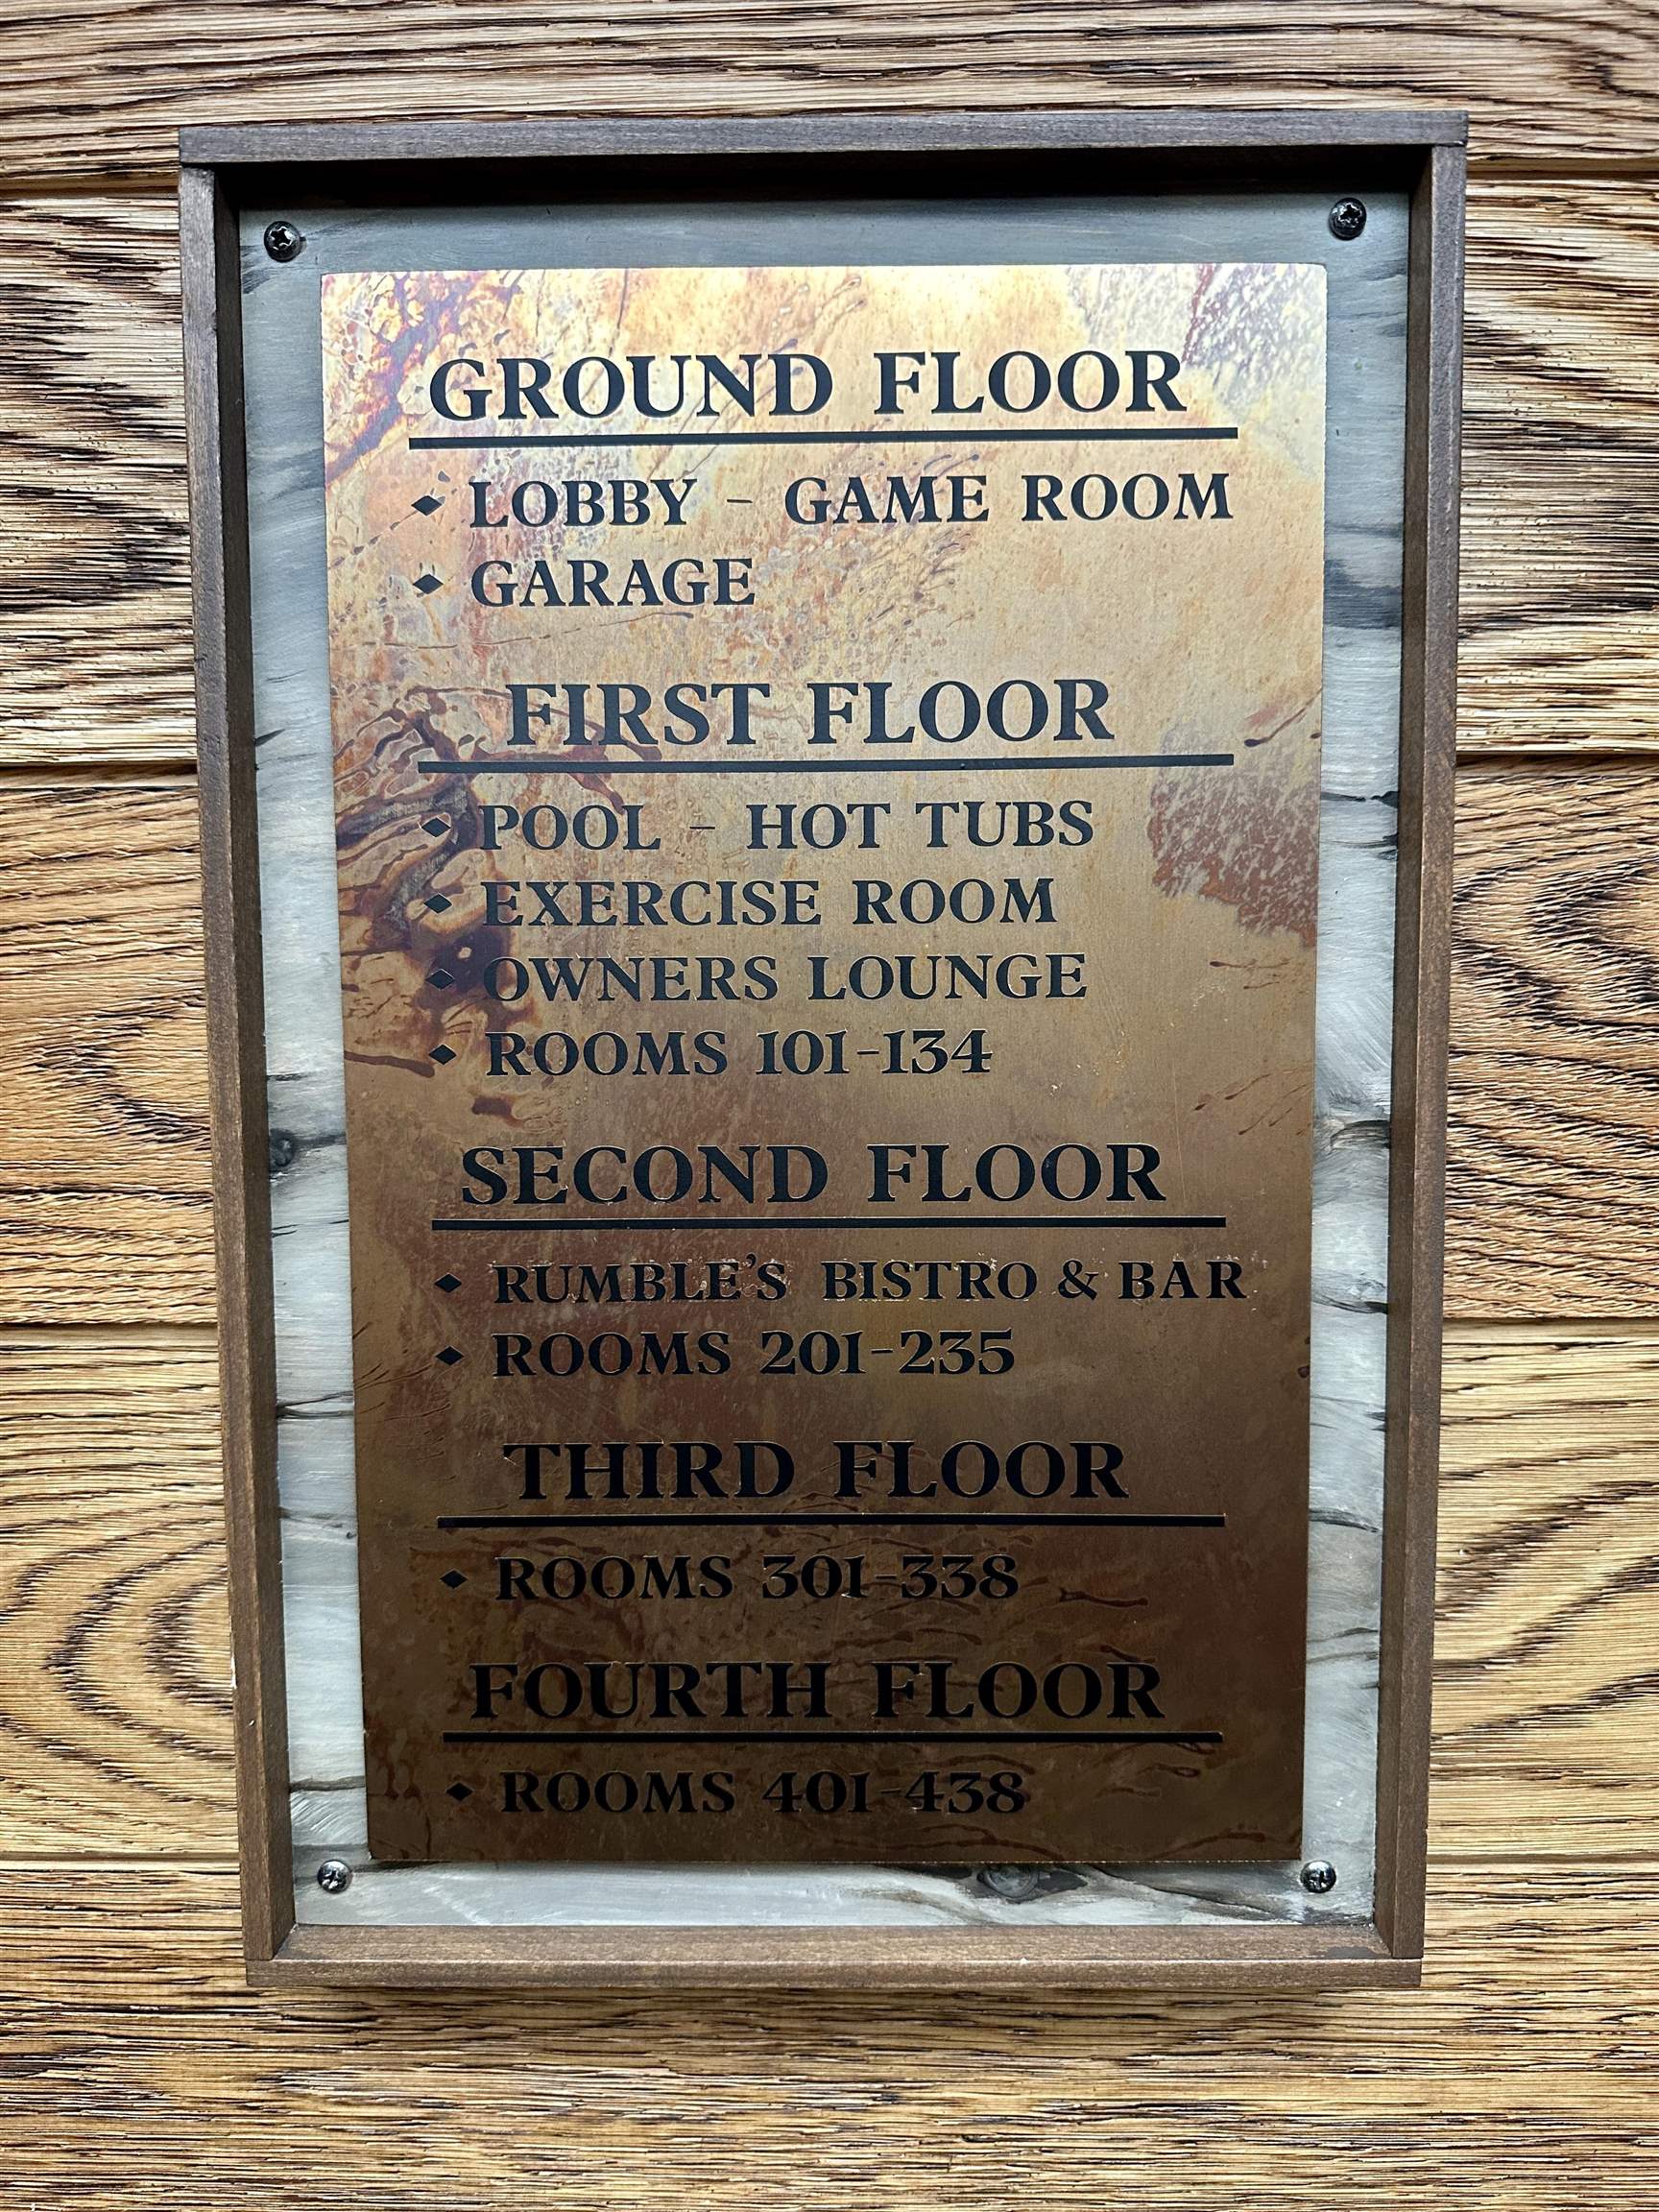 GROUND FLOOR
♦ LOBBY - GAME ROOM
♦ GARAGE
FIRST FLOOR
♦ POOL - HOT TUBS
♦ EXERCISE ROOM
♦ OWNERS LOUNGE
♦ ROOMS 101-134
SECOND FLOOR
♦ RUMBLE'S BISTRO & BAR
♦ ROOMS 201-235
THIRD FLOOR
♦ ROOMS 301-338
FOURTH FLOOR
♦ ROOMS 401-438